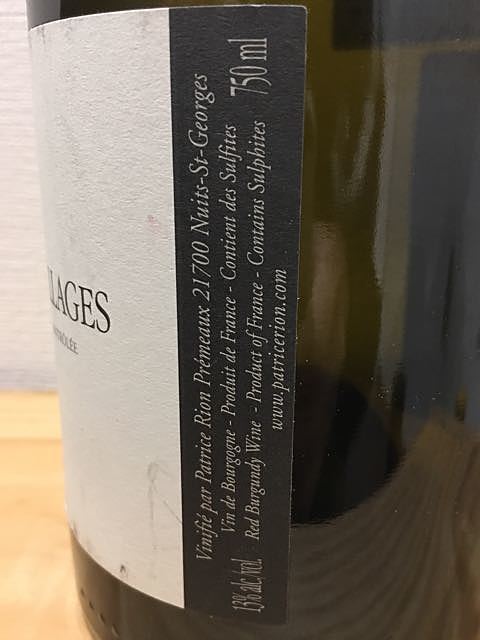 LAGES
Vinifié par Patrice Rion Prémeaux 21700 Nuits-St-Georges
Vin de Bourgogne - Produit de France - Contient des Sulfites
13% alc./vol. Red Burgundy Wine - Product of France - Contains Sulphites 750 ml
www.patricerion.com